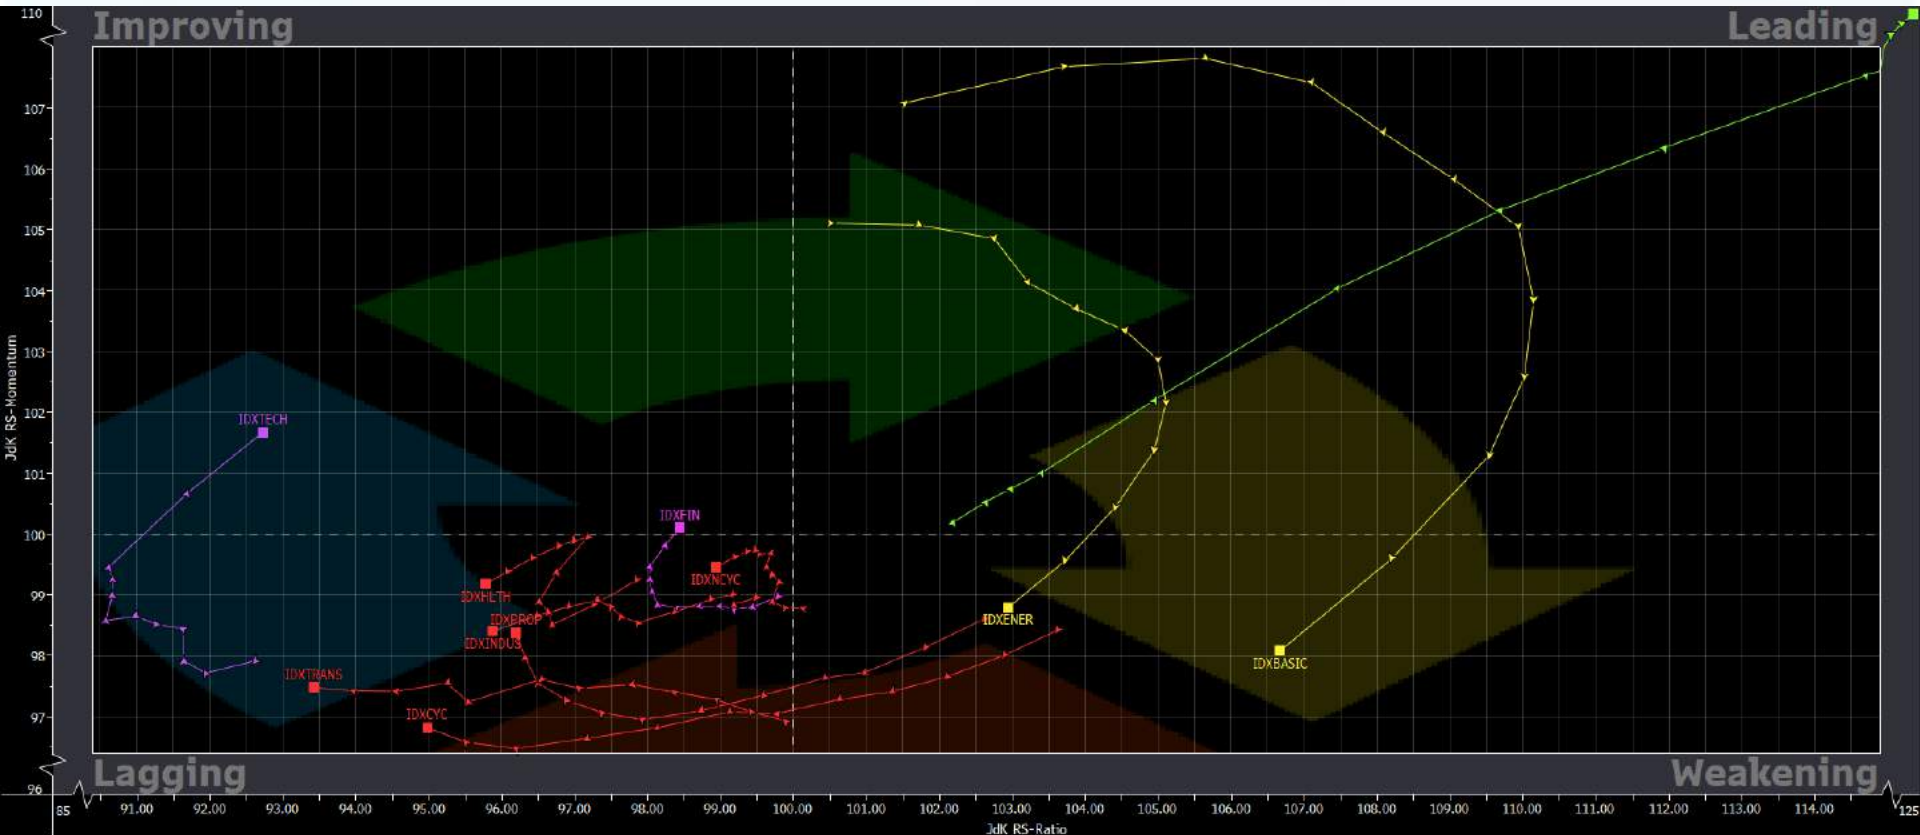 110
Improving
Leading
107
106
105
104
103
102
101
100
99
98
97
96
JdK RS-Momentum
IDXTECH
IDXFIN
IDXNCYC
IDXHLTH
IDXPROP
IDXINDUS
IDXENER
IDXBASIC
IDXTRANS
IDXCYC
Lagging
Weakening
85
91.00
92.00
93.00
94.00
95.00
96.00
97.00
98.00
99.00
100.00
101.00
102.00
103.00
104.00
105.00
106.00
107.00
108.00
109.00
110.00
111.00
112.00
113.00
114.00
125
JdK RS-Ratio